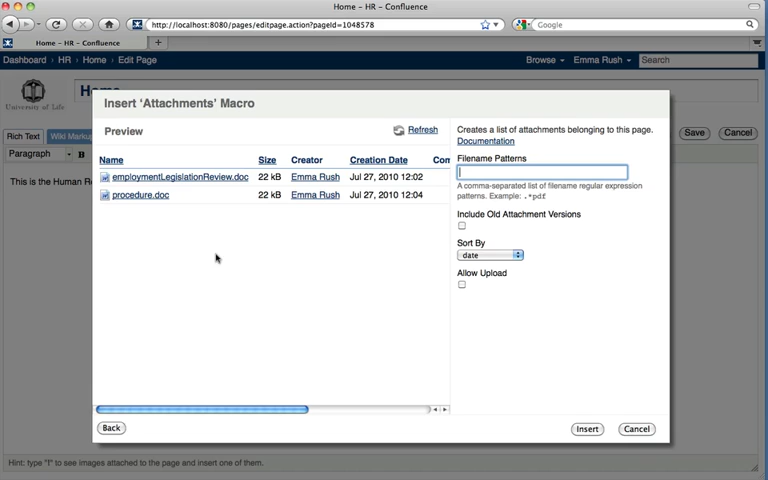 Home - HR - Confluence
http://localhost:8080/pages/editpage.action?pageId=1048578
Google
Home - HR - Confluence
Dashboard › HR › Home › Edit Page
Browse
Emma Rush
Search
University of Life
Rich Text
Wiki Marku
Save
Cancel
Paragraph
B
This is the Human R
Insert 'Attachments' Macro
Preview
Refresh
Name Size Creator Creation Date Com
employmentLegislationReview.doc 22 kB Emma Rush Jul 27, 2010 12:02
procedure.doc 22 kB Emma Rush Jul 27, 2010 12:04
Creates a list of attachments belonging to this page.
Documentation
Filename Patterns
A comma-separated list of filename regular expression
patterns. Example: .*pdf
Include Old Attachment Versions
Sort By
date
Allow Upload
Back
Insert
Cancel
Hint: type "!" to see images attached to the page and insert one of them.